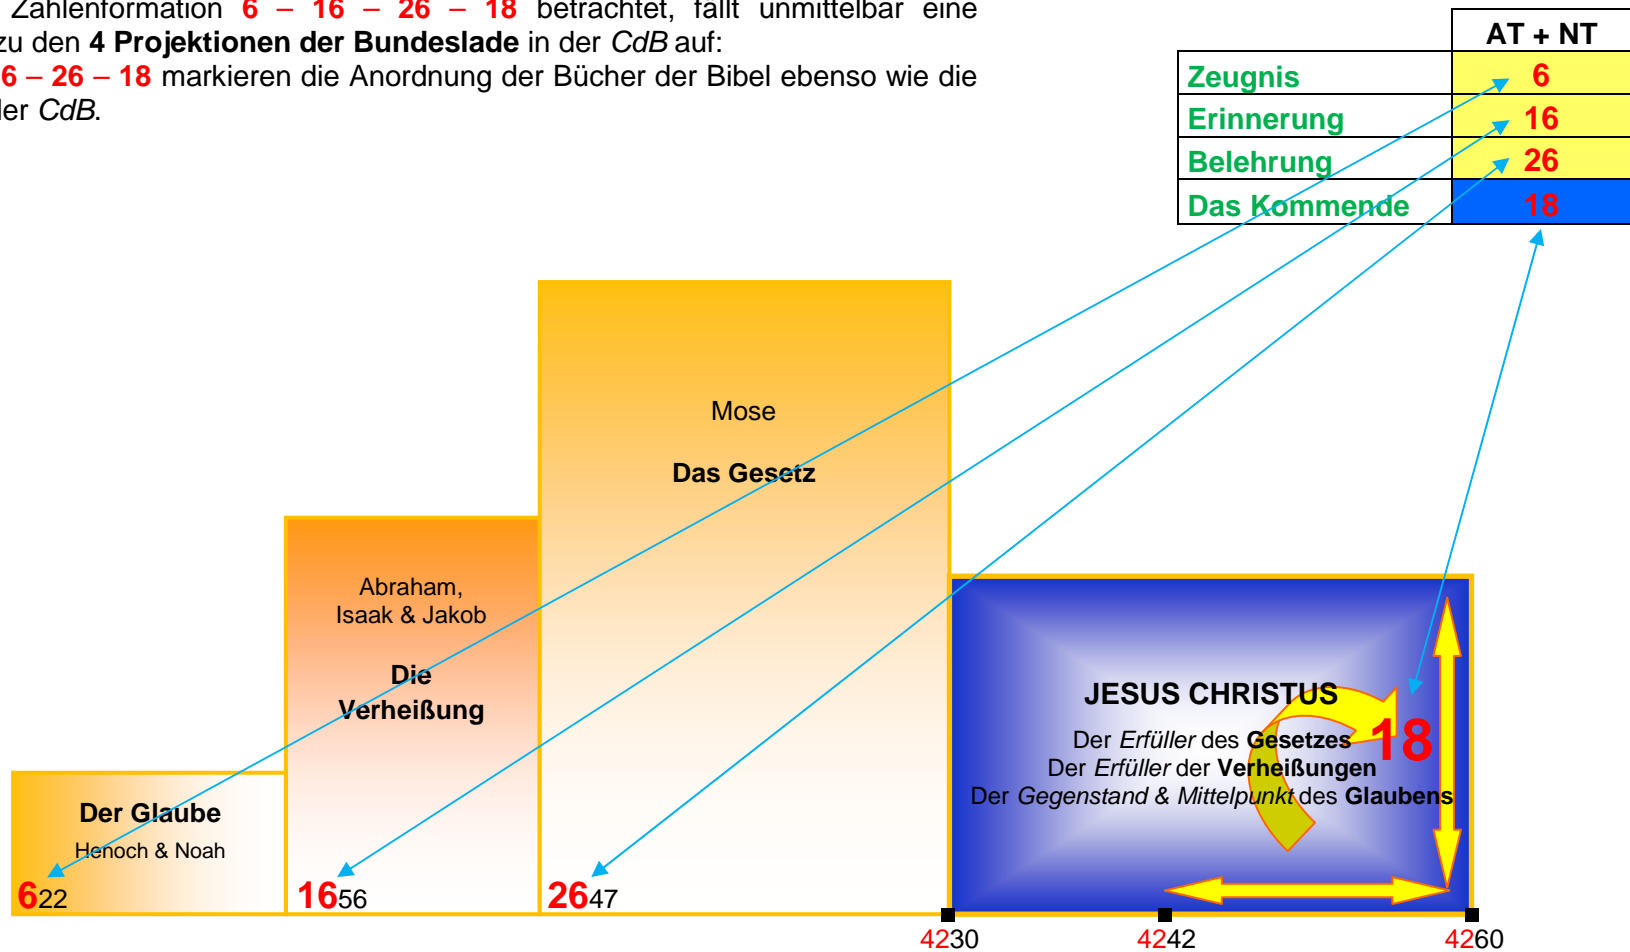 Zahlenformation 6 – 16 – 26 – 18 betrachtet, fällt unmittelbar eine
zu den 4 Projektionen der Bundeslade in der CdB auf:
6 – 26 – 18 markieren die Anordnung der Bücher der Bibel ebenso wie die
der CdB.
AT + NT
Zeugnis 6
Erinnerung 16
Belehrung 26
Das Kommende 18
Mose
Das Gesetz
Abraham,
Isaak & Jakob
Die
Verheißung
Der Glaube
Henoch & Noah
JESUS CHRISTUS
18
Der Erfüller des Gesetzes
Der Erfüller der Verheißungen
Der Gegenstand & Mittelpunkt des Glaubens
622
1656
2647
4230
4242
4260